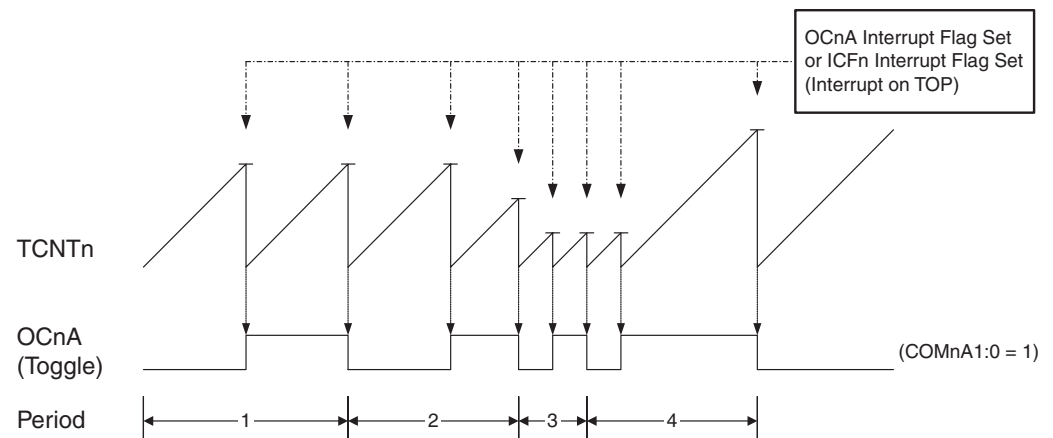 OCnA Interrupt Flag Set
or ICFn Interrupt Flag Set
(Interrupt on TOP)
TCNTn
OCnA
(Toggle)
(COMnA1:0 = 1)
Period
1
2
3
4